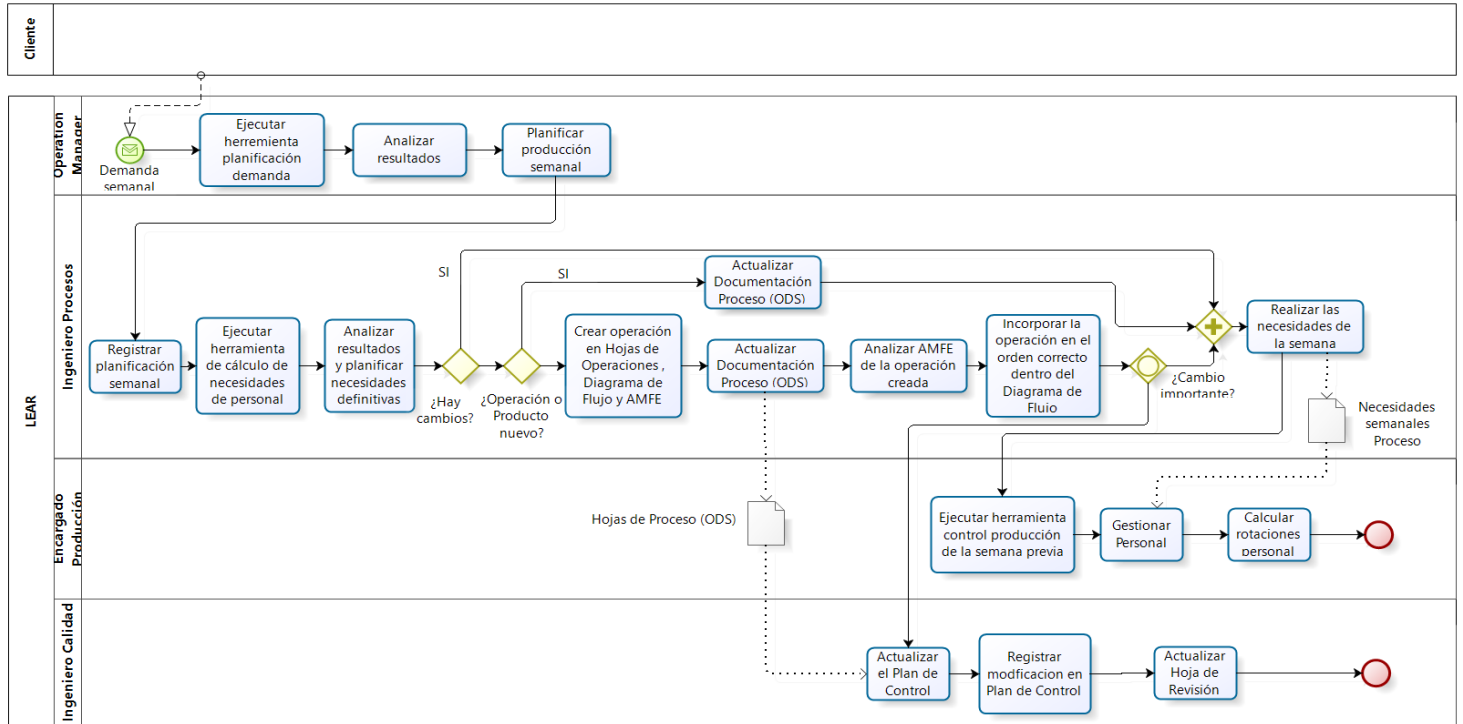 Cliente
LEAR
Operation
Manager
Demanda
semanal
Ejecutar
herremienta
planificación
demanda
Analizar
resultados
Planificar
producción
semanal
Ingeniero Procesos
Registrar
planificación
semanal
Ejecutar
herramienta
de cálculo de
necesidades
de personal
Analizar
resultados
y planificar
necesidades
definitivas
¿Hay
cambios?
SI
¿Operación o
Producto
nuevo?
SI
Actualizar
Documentación
Proceso (ODS)
Crear operación
en Hojas de
Operaciones ,
Diagrama de
Flujo y AMFE
Actualizar
Documentación
Proceso (ODS)
Analizar AMFE
de la operación
creada
Incorporar la
operación en el
orden correcto
dentro del
Diagrama de
Flujo
¿Cambio
importante?
Realizar las
necesidades de
la semana
Necesidades
semanales
Proceso
Encargado
Producción
Hojas de Proceso (ODS)
Ejecutar herramienta
control producción
de la semana previa
Gestionar
Personal
Calcular
rotaciones
personal
Ingeniero Calidad
Actualizar
el Plan de
Control
Registrar
modficacion en
Plan de Control
Actualizar
Hoja de
Revisión